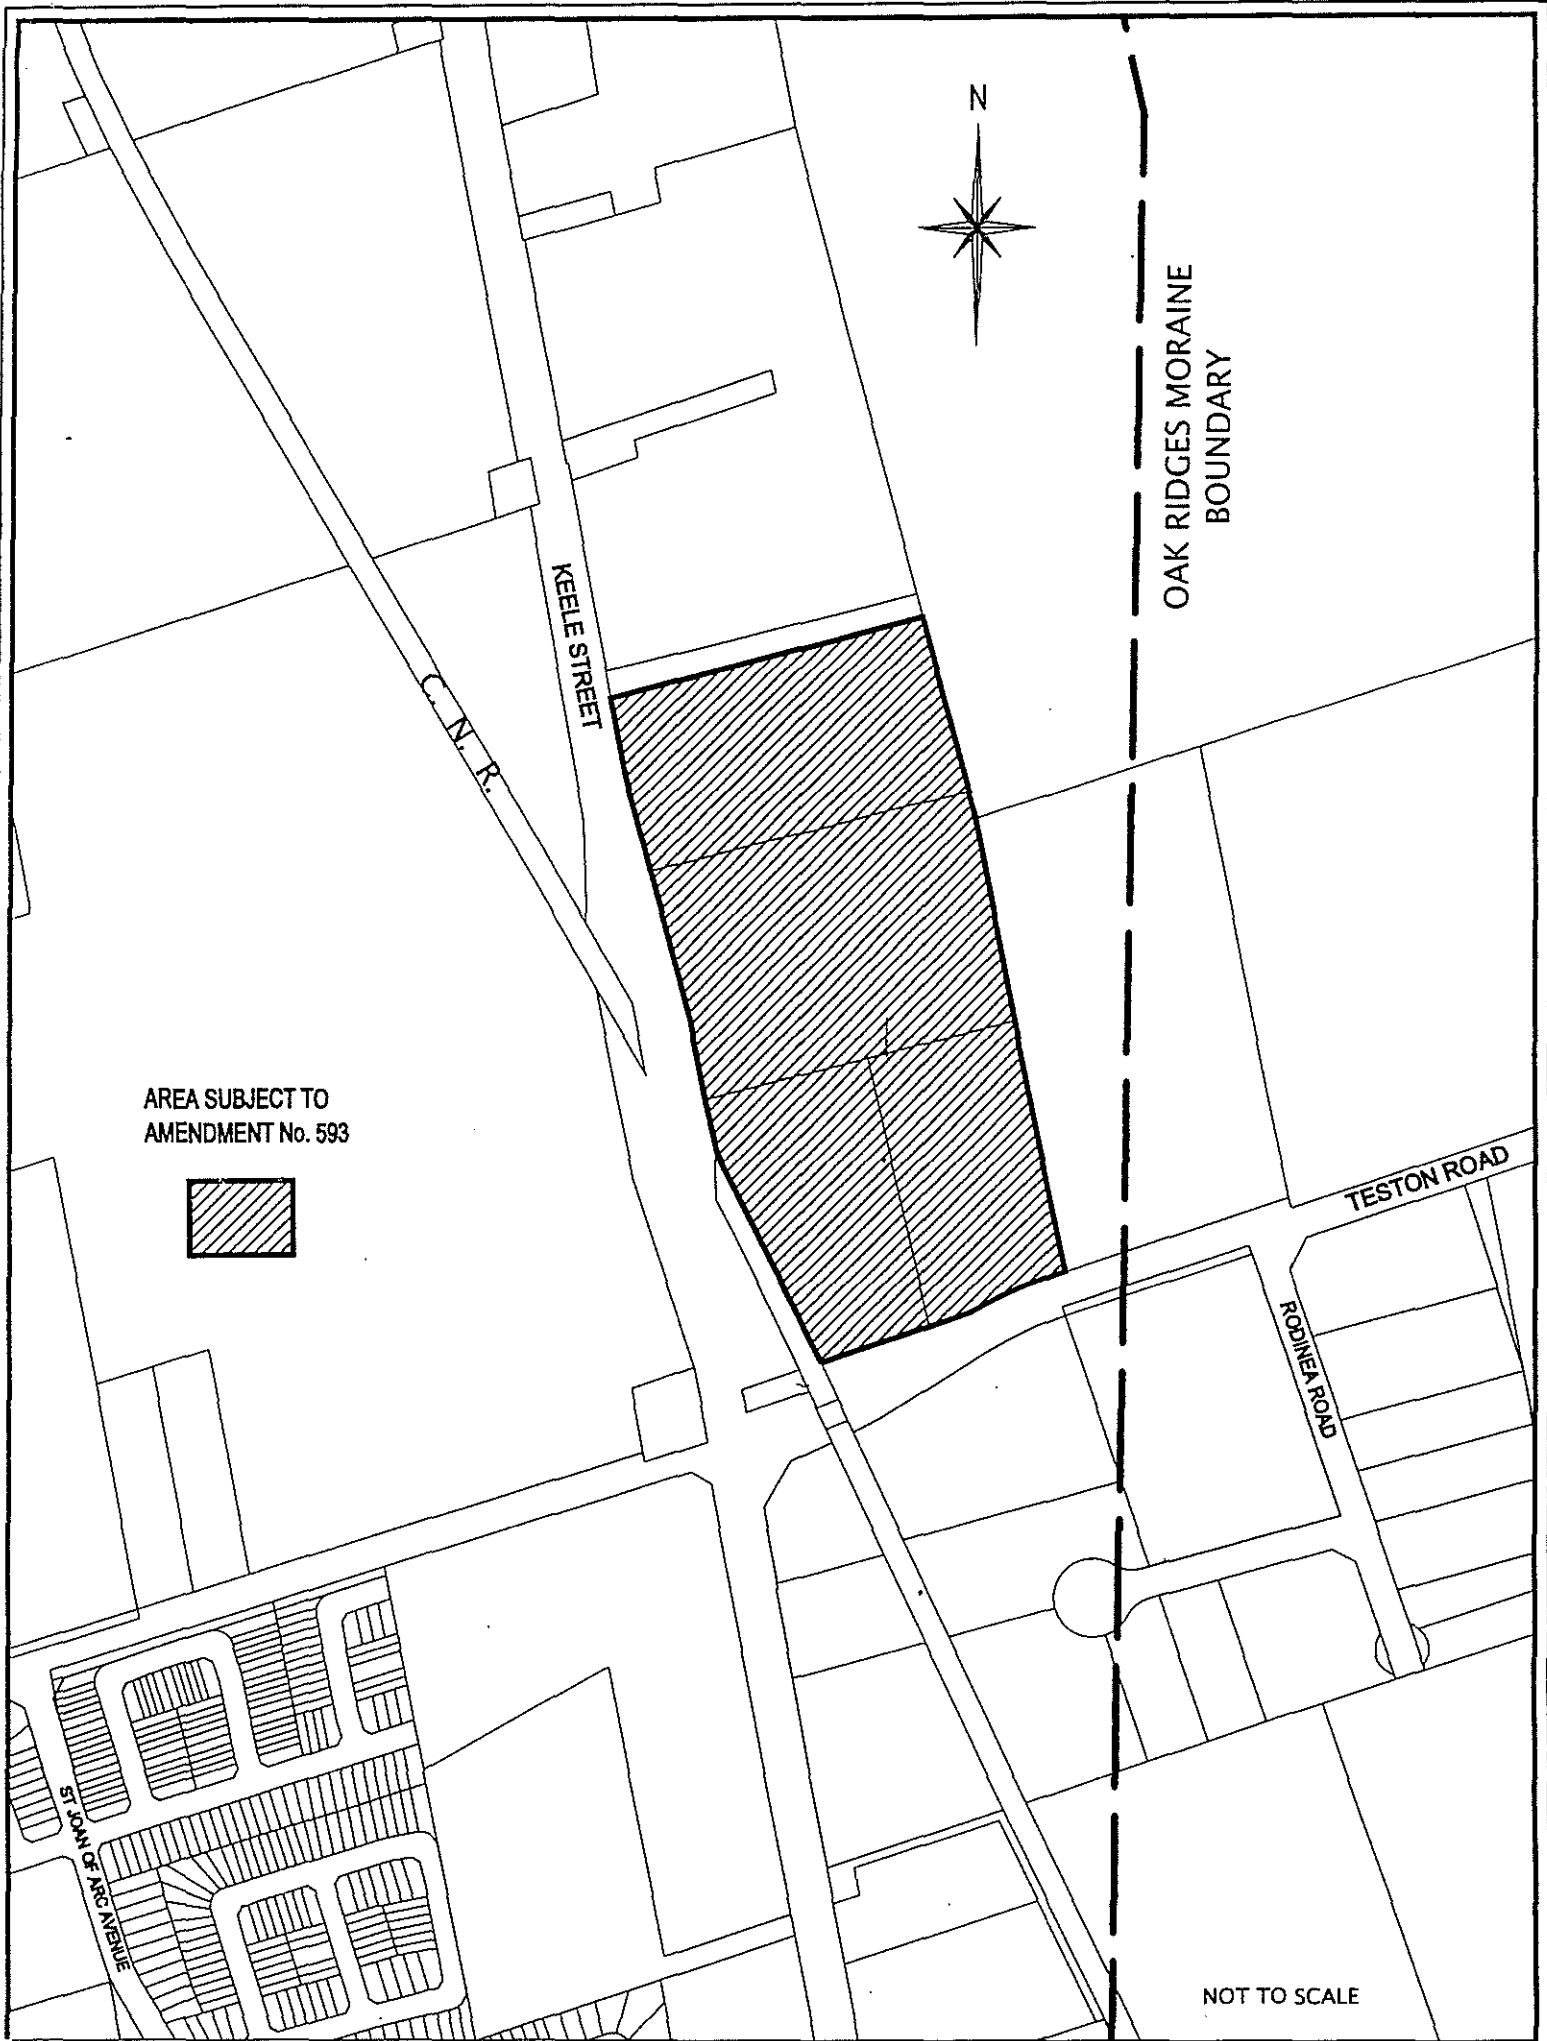 N
OAK RIDGES MORAINE
BOUNDARY
KEELE STREET
C. N. R.
AREA SUBJECT TO
AMENDMENT No. 593
TESTON ROAD
RODINEA ROAD
ST JOAN OF ARC AVENUE
NOT TO SCALE